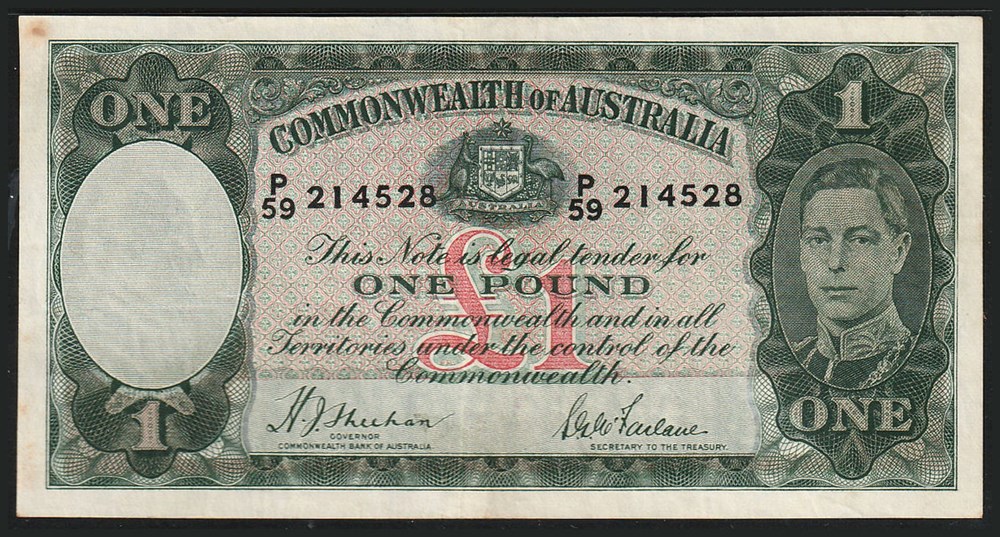 ONE
1
COMMONWEALTH OF AUSTRALIA
AUSTRALIA
P/59 214528
P/59 214528
This Note is legal tender for
ONE POUND
£1
in the Commonwealth and in all
Territories under the control of the
Commonwealth.
H. J. Sheehan
GOVERNOR
COMMONWEALTH BANK OF AUSTRALIA
McFarlane
SECRETARY TO THE TREASURY.
1
ONE